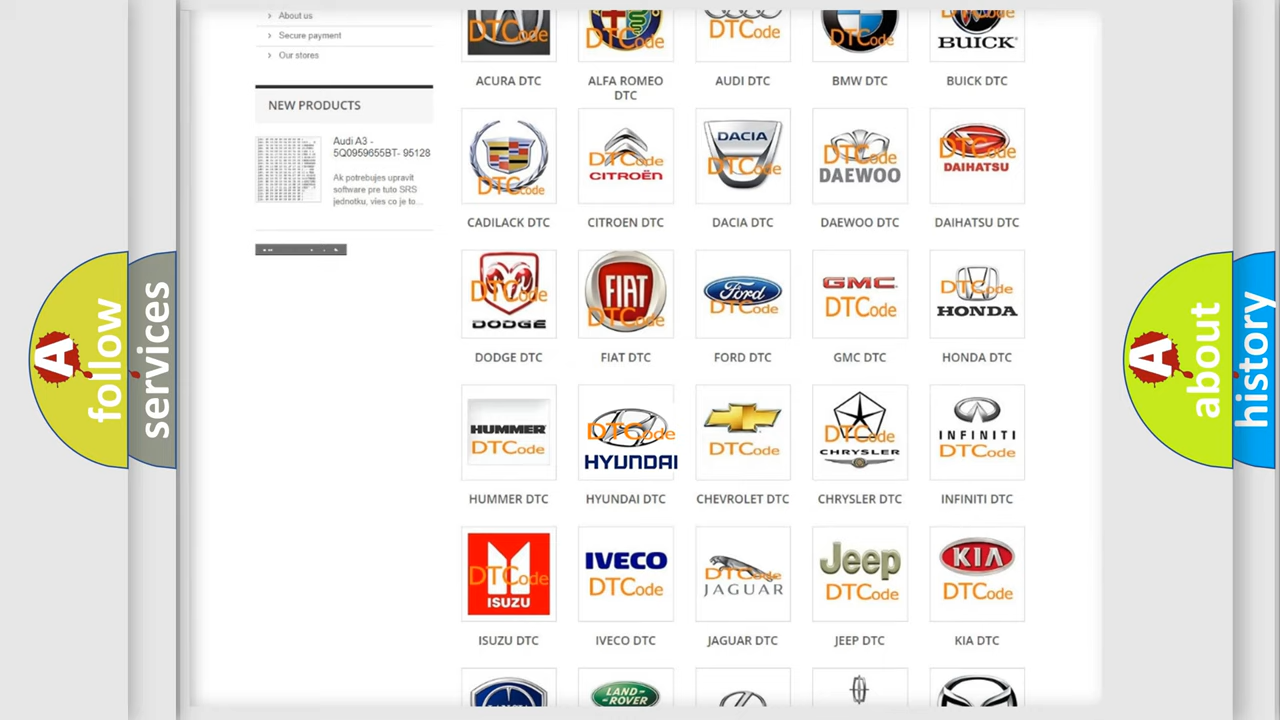 About us
Secure payment
Our stores
NEW PRODUCTS
Audi A3 -
5Q0959655BT- 95128
Ak potrebujes upravit
software pre tuto SRS
jednotku, vies co je to...
DTCode
DTCode
DTCode
DTCode
BUICK
ACURA DTC
ALFA ROMEO
DTC
AUDI DTC
BMW DTC
BUICK DTC
DTCode
DTCode
CITROËN
DACIA
DTCode
DTCode
DAEWOO
DTCode
DAIHATSU
CADILACK DTC
CITROEN DTC
DACIA DTC
DAEWOO DTC
DAIHATSU DTC
DTCode
DODGE
FIAT
DTCode
Ford
DTCode
GMC
DTCode
DTCode
HONDA
DODGE DTC
FIAT DTC
FORD DTC
GMC DTC
HONDA DTC
HUMMER
DTCode
DTCode
HYUNDAI
DTCode
DTCode
CHRYSLER
INFINITI
DTCode
HUMMER DTC
HYUNDAI DTC
CHEVROLET DTC
CHRYSLER DTC
INFINITI DTC
DTCode
ISUZU
IVECO
DTCode
DTCode
JAGUAR
Jeep
DTCode
KIA
DTCode
ISUZU DTC
IVECO DTC
JAGUAR DTC
JEEP DTC
KIA DTC
LAND-
ROVER
A
follow
services
A
about
history